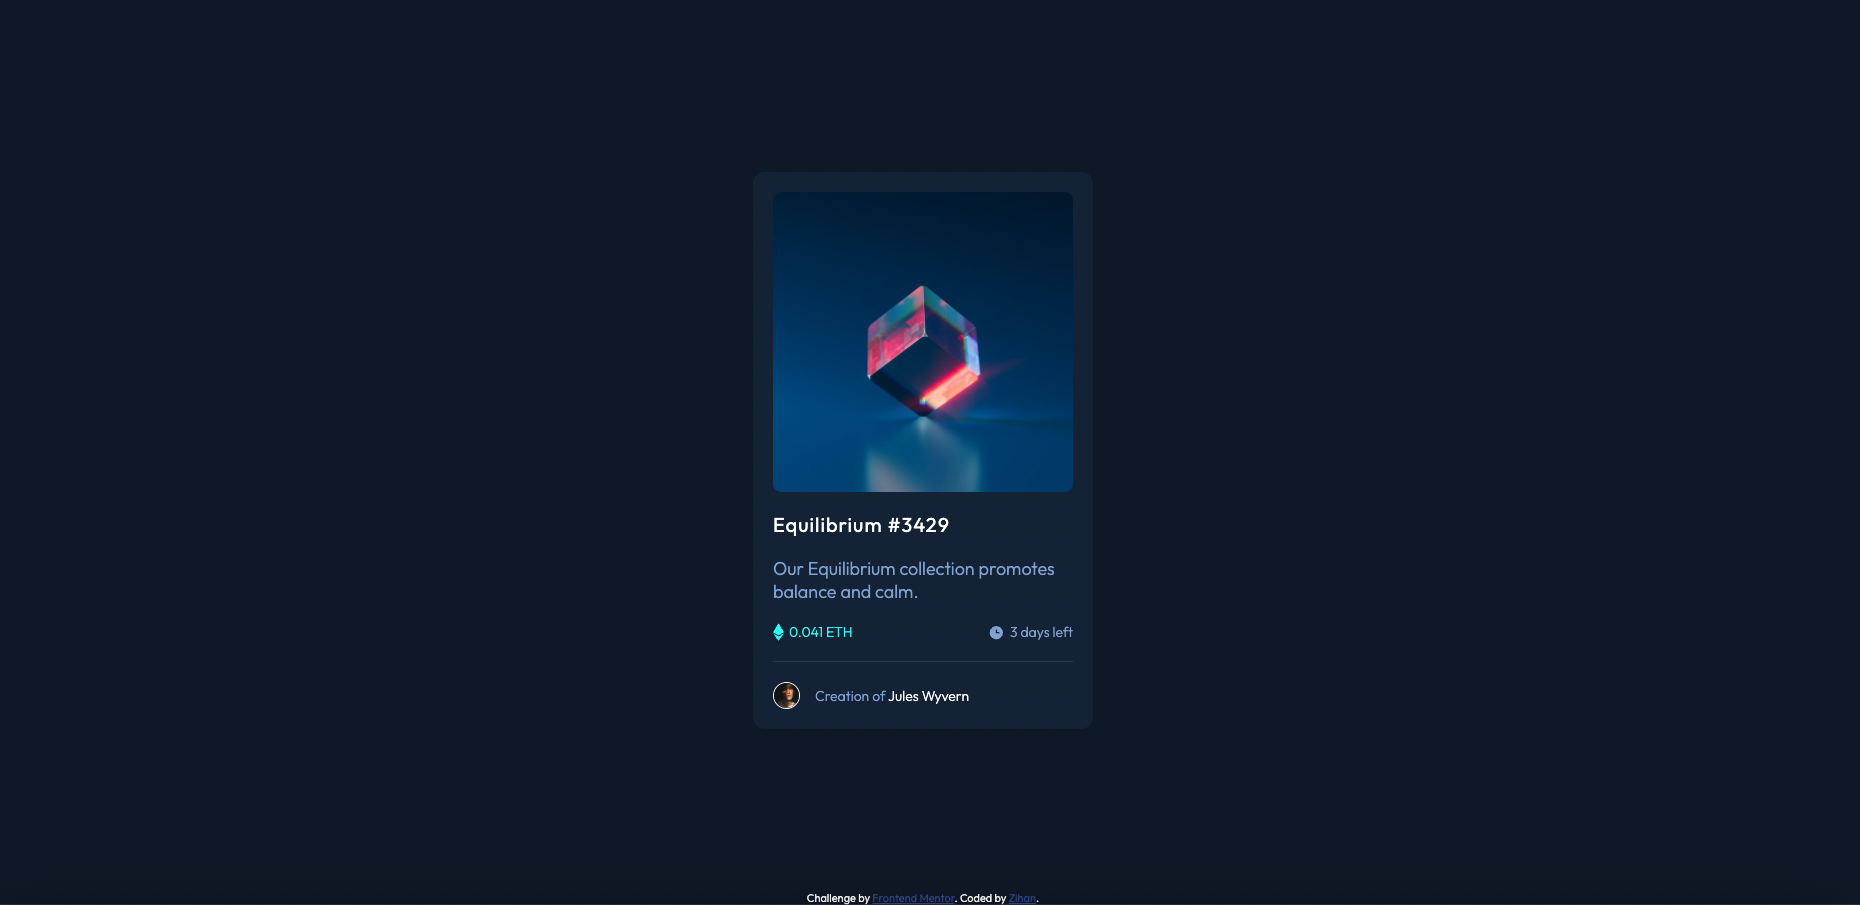 Equilibrium #3429
Our Equilibrium collection promotes
balance and calm.
0.041 ETH
3 days left
Creation of Jules Wyvern
Challenge by Frontend Mentor. Coded by Zihan.